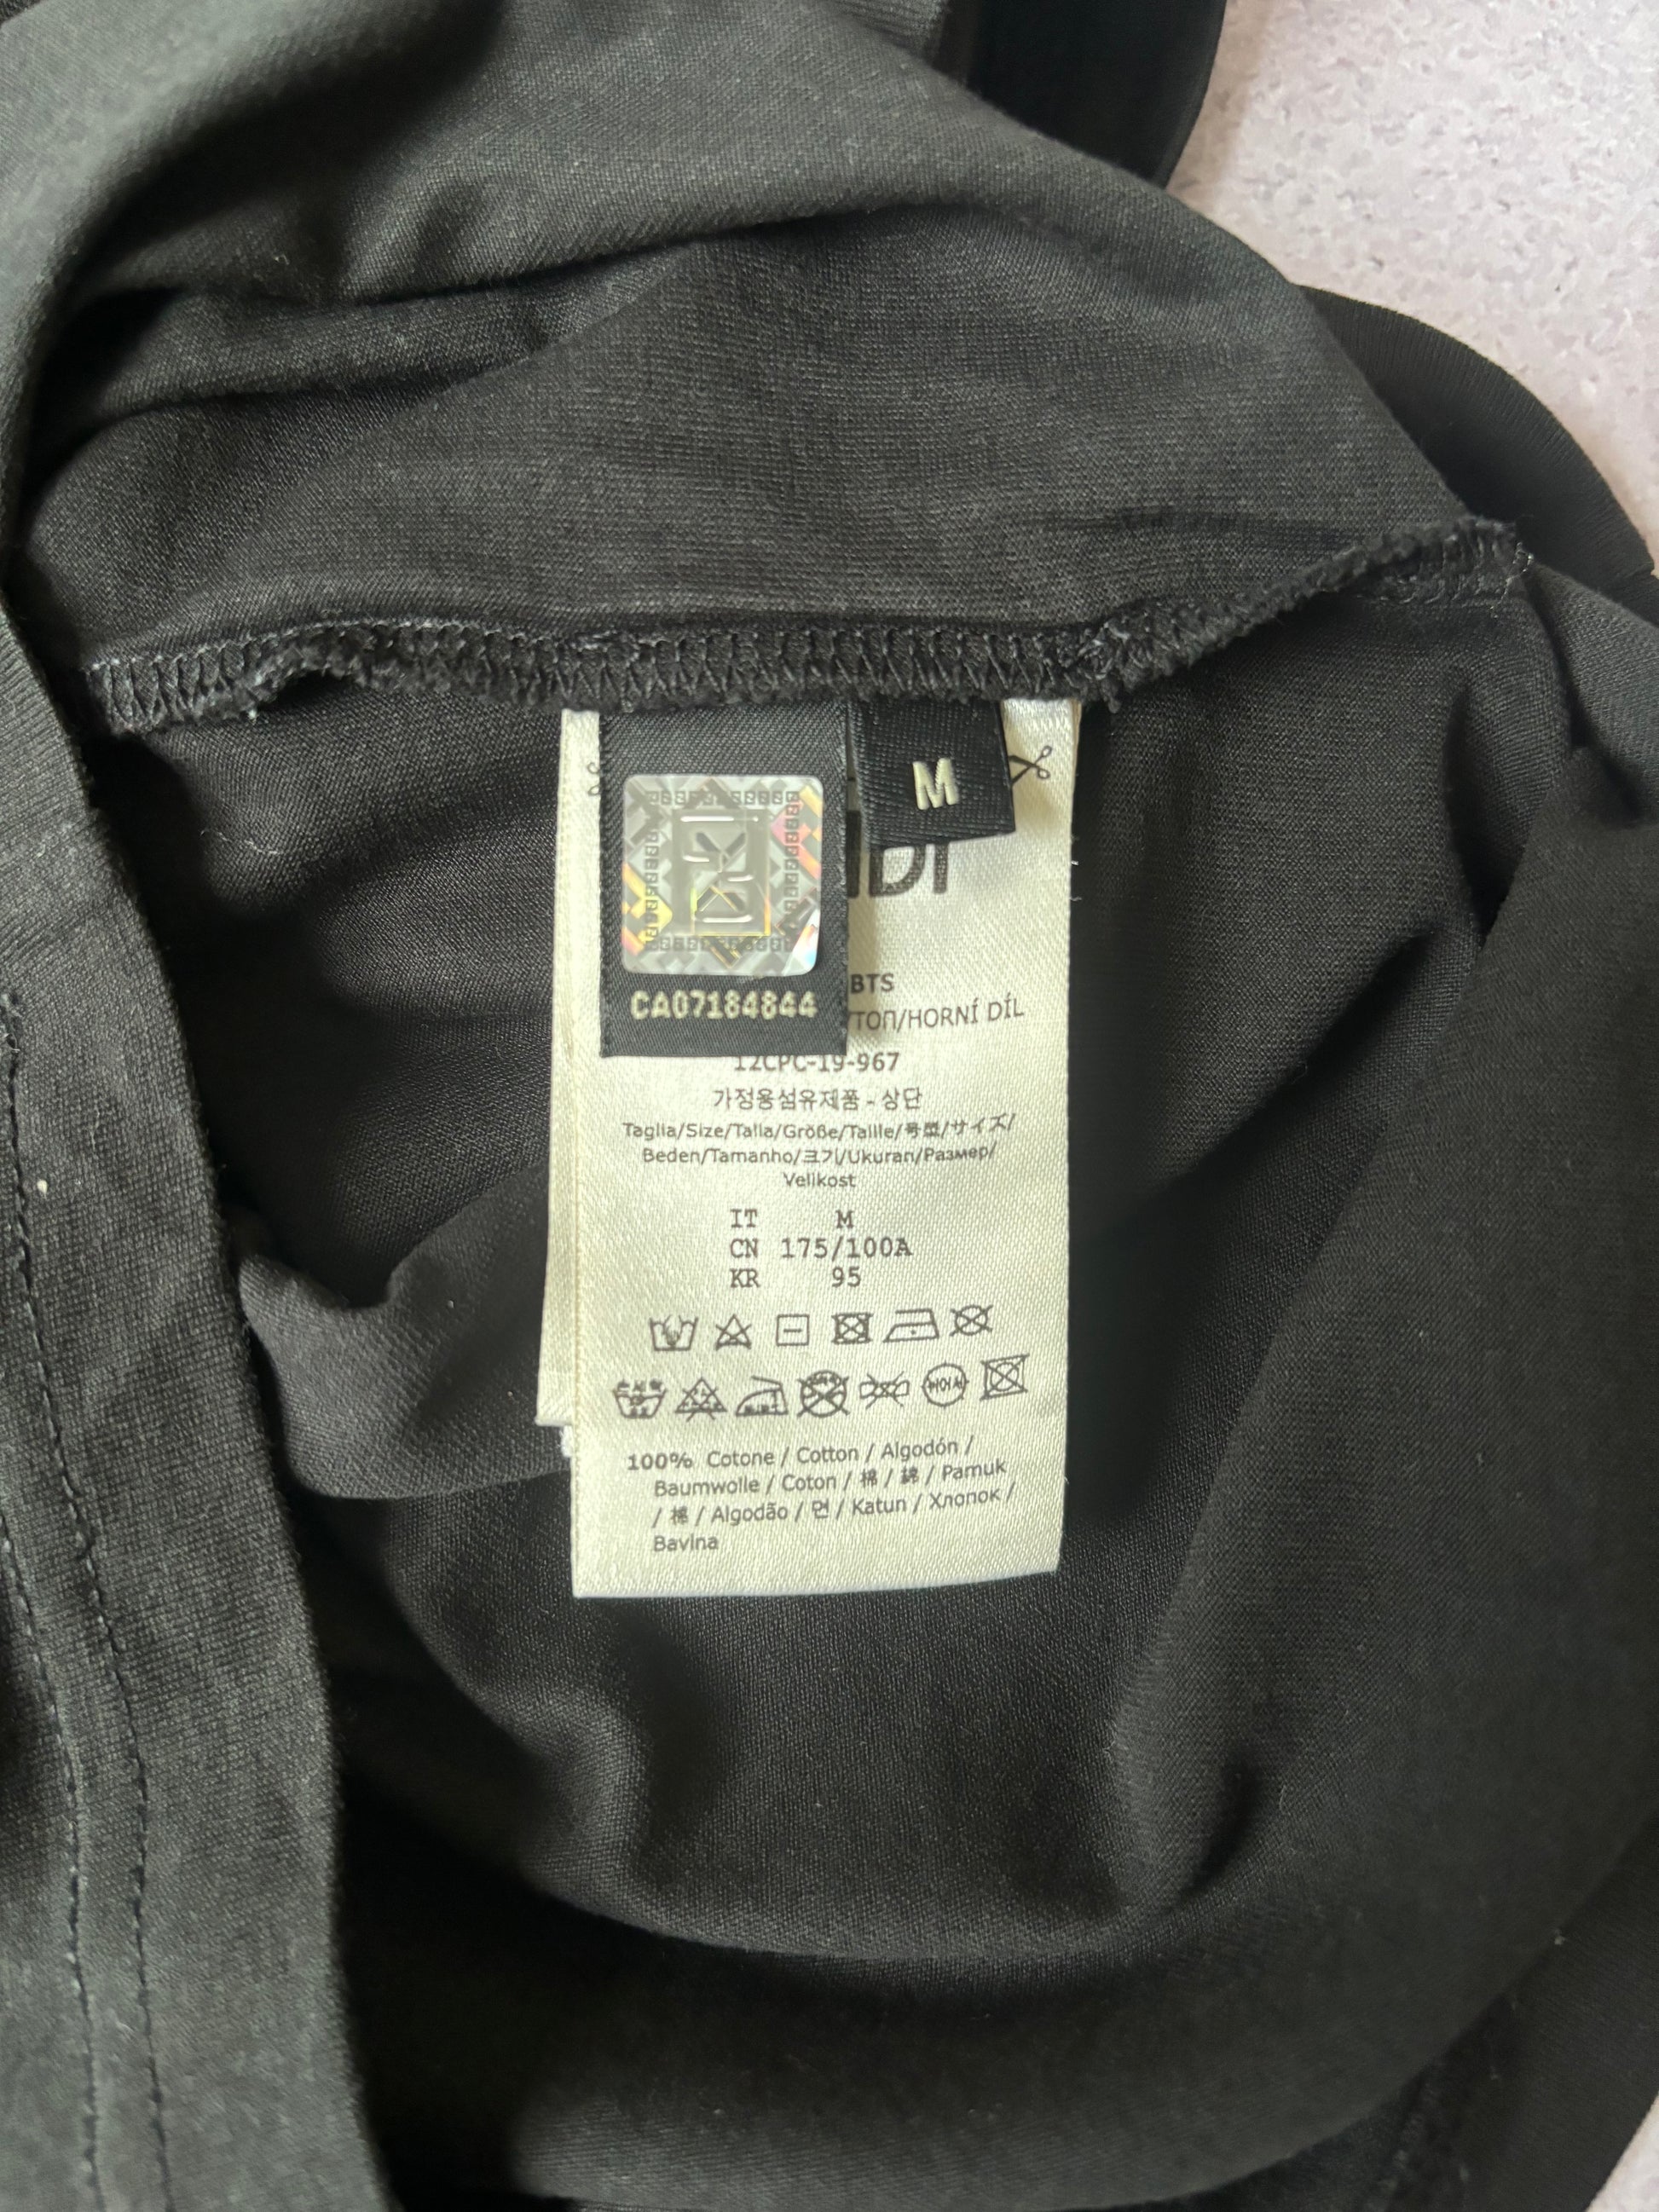 M
CA07184844
BTS
/ТОП/HORNÍ DÍL
12CPC-19-967
가정용섬유제품 - 상단
Taglia/Size/Talla/Größe/Taille/号型/サイズ/
Beden/Tamanho/크기/Ukuran/Размер/
Velikost
IT M
CN 175/100A
KR 95
100% Cotone / Cotton / Algodón /
Baumwolle / Coton / 棉 / 綿 / Pamuk
/ 棉 / Algodão / 면 / Katun / Хлопок /
Bavlna